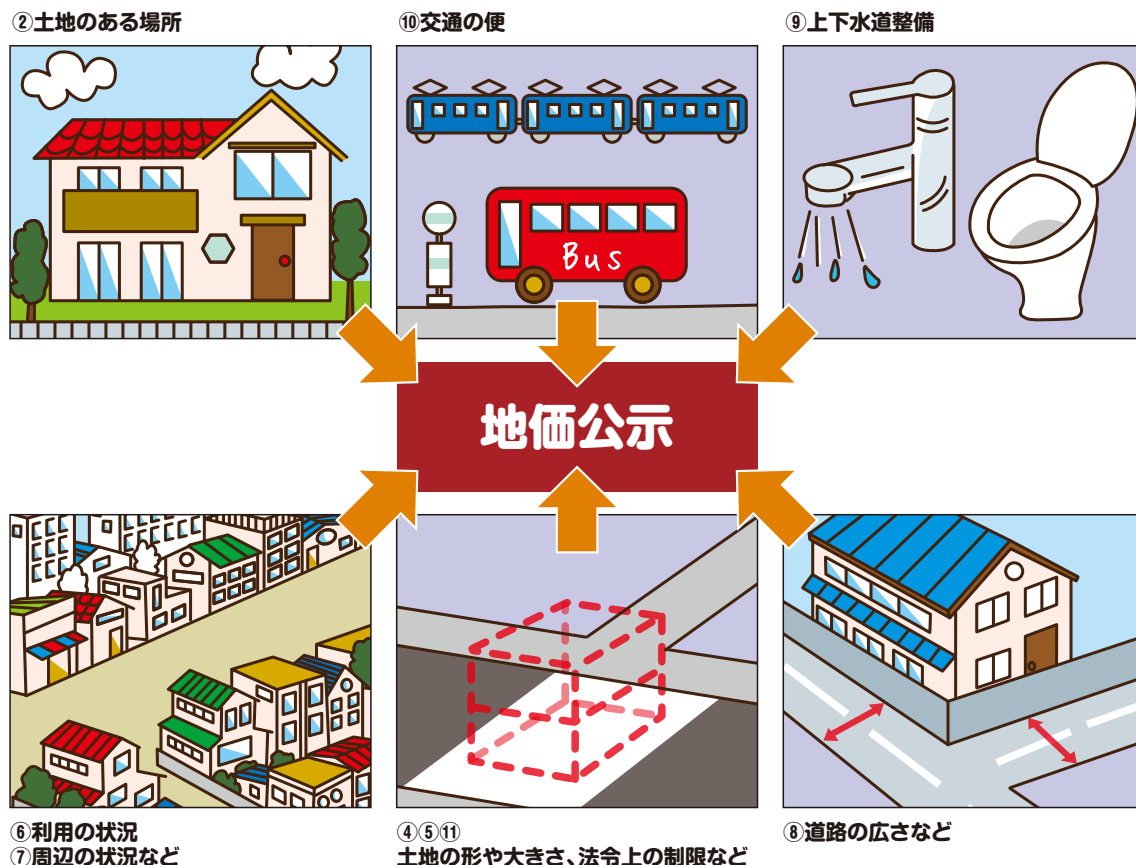 ②土地のある場所
⑩交通の便
⑨上下水道整備
Bus
地価公示
⑥利用の状況
⑦周辺の状況など
④⑤⑪
土地の形や大きさ、法令上の制限など
⑧道路の広さなど